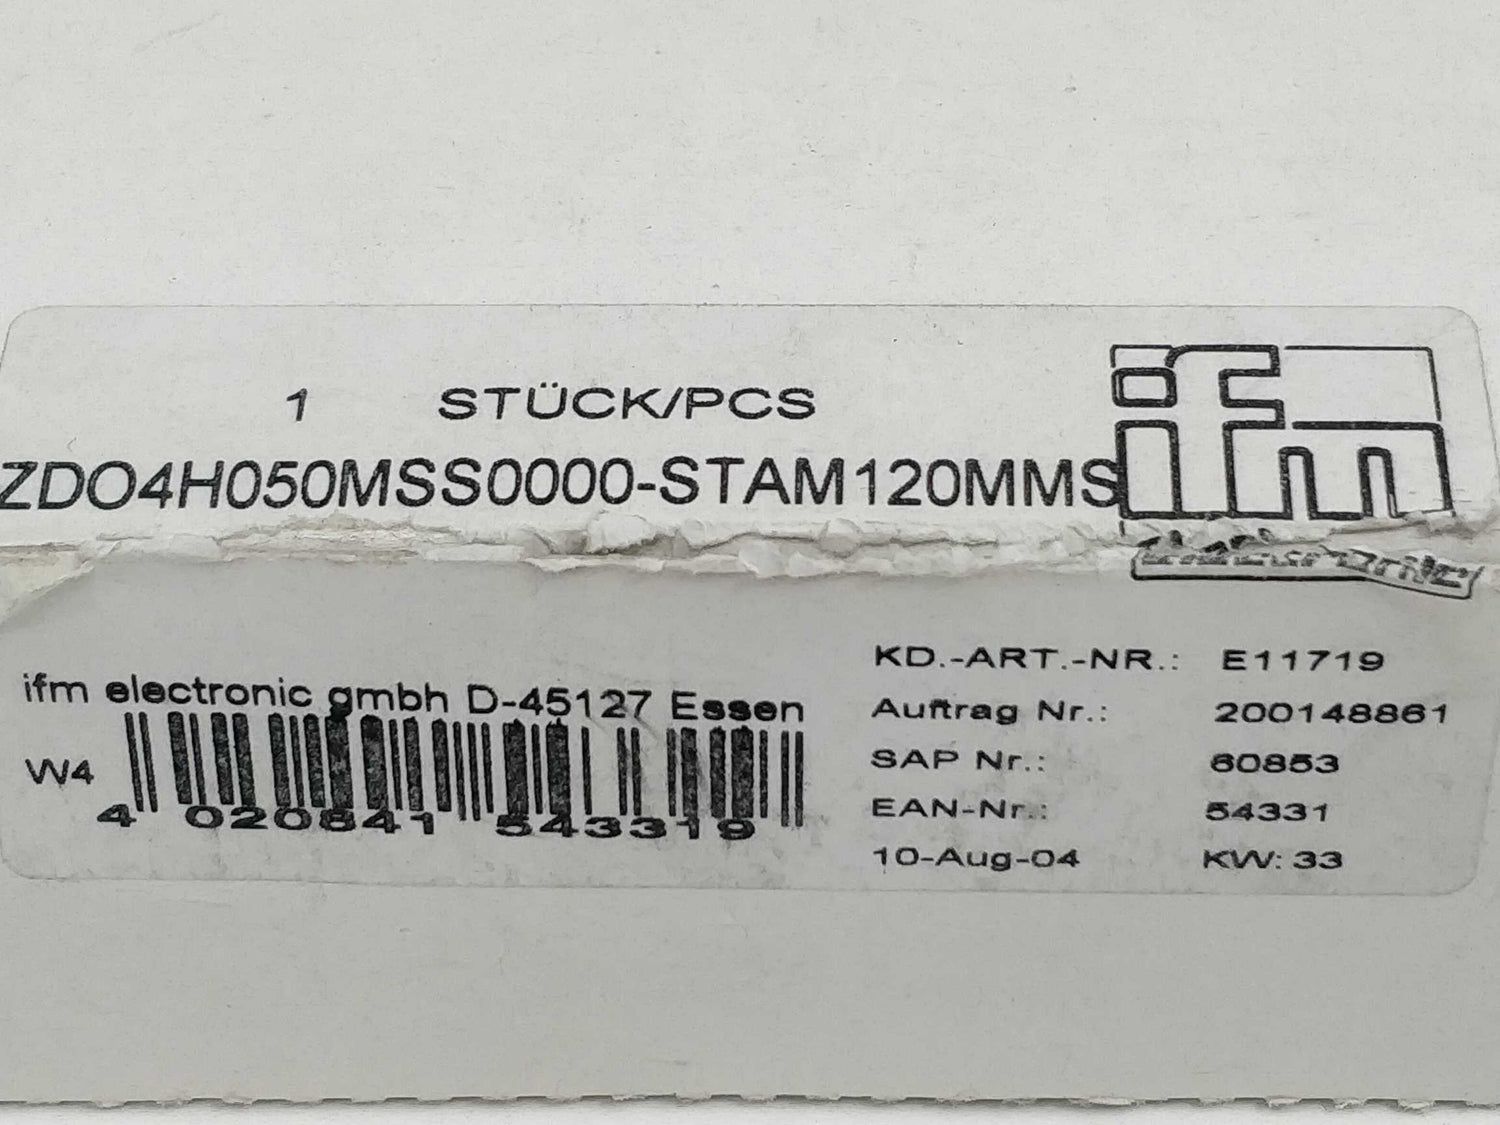 1 STÜCK/PCS
ifm
ZDO4H050MSS0000-STAM120MMS
electronic
ifm electronic gmbh D-45127 Essen
W4
4 020841 543319
KD.-ART.-NR.: E11719
Auftrag Nr.: 200148861
SAP Nr.: 60853
EAN-Nr.: 54331
10-Aug-04 KW: 33